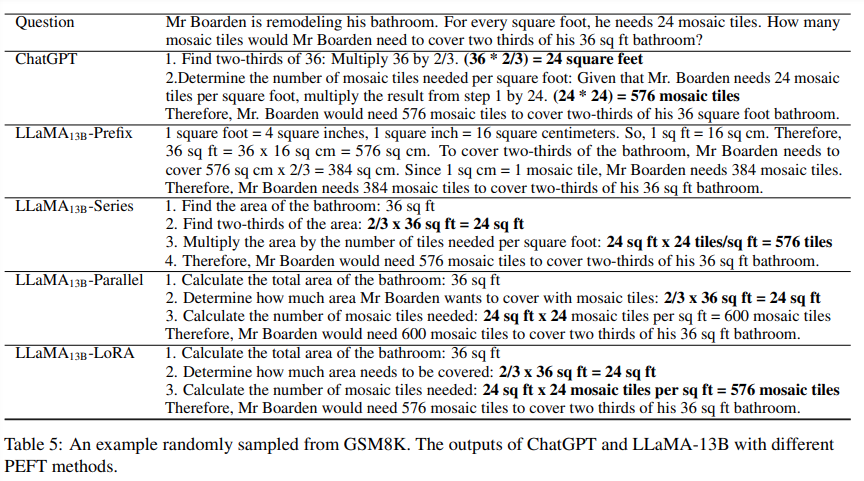 Question Mr Boarden is remodeling his bathroom. For every square foot, he needs 24 mosaic tiles. How many
mosaic tiles would Mr Boarden need to cover two thirds of his 36 sq ft bathroom?
ChatGPT 1. Find two-thirds of 36: Multiply 36 by 2/3. (36 * 2/3) = 24 square feet
2.Determine the number of mosaic tiles needed per square foot: Given that Mr. Boarden needs 24 mosaic
tiles per square foot, multiply the result from step 1 by 24. (24 * 24) = 576 mosaic tiles
Therefore, Mr. Boarden would need 576 mosaic tiles to cover two-thirds of his 36 square foot bathroom.
LLaMA13B-Prefix 1 square foot = 4 square inches, 1 square inch = 16 square centimeters. So, 1 sq ft = 16 sq cm. Therefore,
36 sq ft = 36 x 16 sq cm = 576 sq cm. To cover two-thirds of the bathroom, Mr Boarden needs to
cover 576 sq cm x 2/3 = 384 sq cm. Since 1 sq cm = 1 mosaic tile, Mr Boarden needs 384 mosaic tiles.
Therefore, Mr Boarden needs 384 mosaic tiles to cover two-thirds of his 36 sq ft bathroom.
LLaMA13B-Series 1. Find the area of the bathroom: 36 sq ft
2. Find two-thirds of the area: 2/3 x 36 sq ft = 24 sq ft
3. Multiply the area by the number of tiles needed per square foot: 24 sq ft x 24 tiles/sq ft = 576 tiles
4. Therefore, Mr Boarden would need 576 mosaic tiles to cover two-thirds of his 36 sq ft bathroom.
LLaMA13B-Parallel 1. Calculate the total area of the bathroom: 36 sq ft
2. Determine how much area Mr Boarden wants to cover with mosaic tiles: 2/3 x 36 sq ft = 24 sq ft
3. Calculate the number of mosaic tiles needed: 24 sq ft x 24 mosaic tiles per sq ft = 600 mosaic tiles
Therefore, Mr Boarden would need 600 mosaic tiles to cover two thirds of his 36 sq ft bathroom.
LLaMA13B-LoRA 1. Calculate the total area of the bathroom: 36 sq ft
2. Determine how much area needs to be covered: 2/3 x 36 sq ft = 24 sq ft
3. Calculate the number of mosaic tiles needed: 24 sq ft x 24 mosaic tiles per sq ft = 576 mosaic tiles
Therefore, Mr Boarden would need 576 mosaic tiles to cover two thirds of his 36 sq ft bathroom.
Table 5: An example randomly sampled from GSM8K. The outputs of ChatGPT and LLaMA-13B with different
PEFT methods.